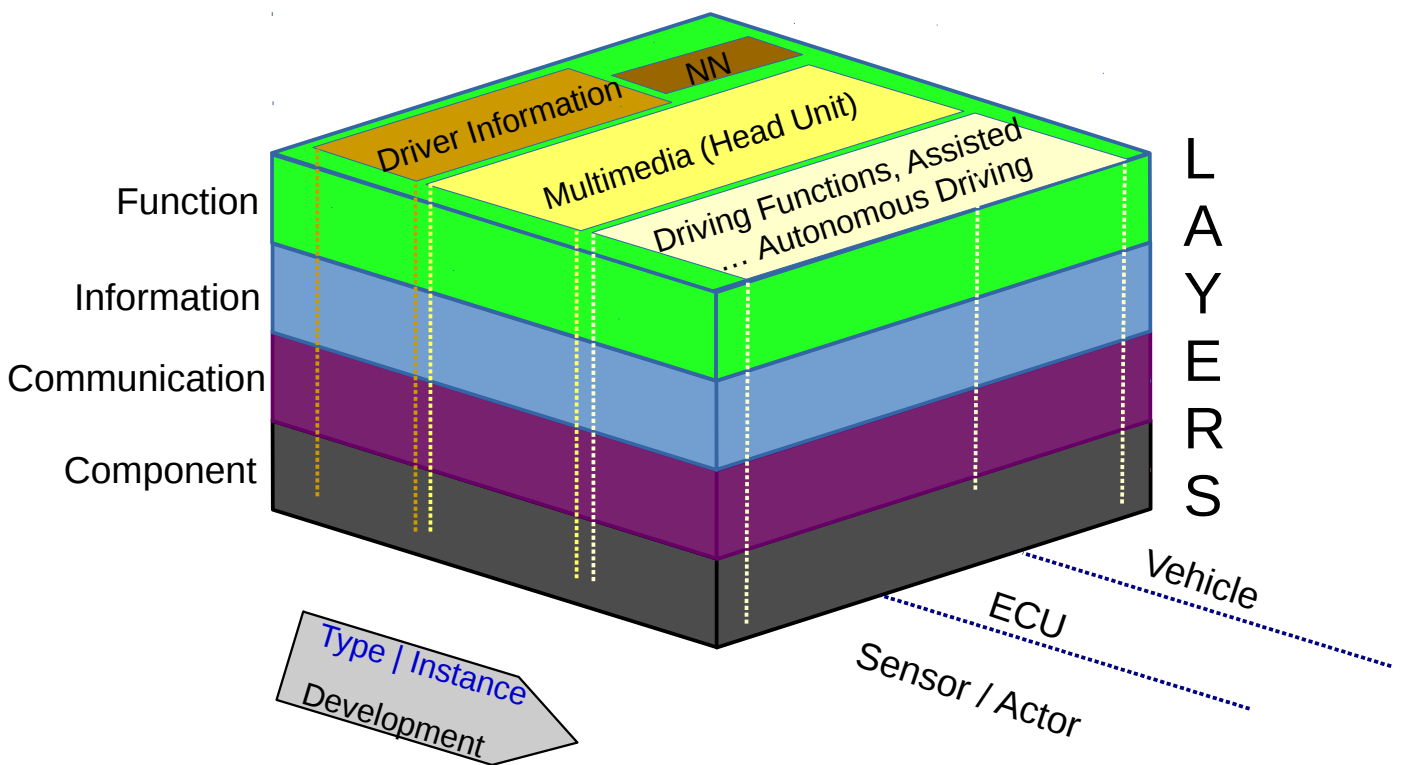 NN
Driver Information
Multimedia (Head Unit)
Driving Functions, Assisted
... Autonomous Driving
Function
Information
Communication
Component
L
A
Y
E
R
S
Vehicle
ECU
Sensor / Actor
Type | Instance
Development